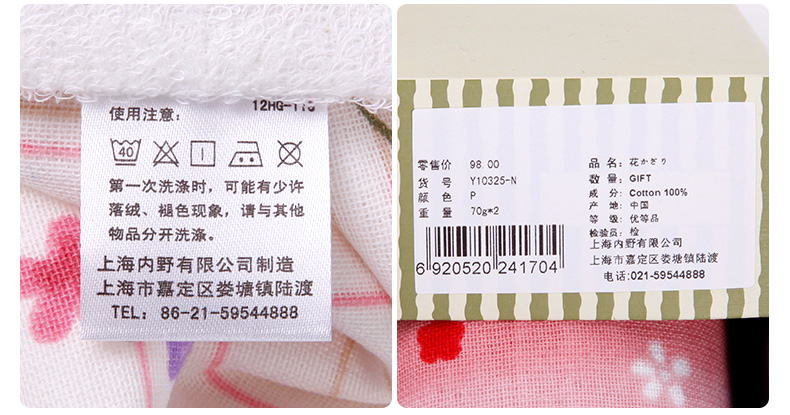 使用注意:
40
第一次洗涤时，可能有少许
落绒、褪色现象，请与其他
物品分开洗涤。
上海内野有限公司制造
上海市嘉定区娄塘镇陆渡
TEL: 86-21-59544888
零售价 98.00
货号 Y10325-N
颜色 P
重量 70g*2
6 920520 241704
品名: 花かざり
数量: GIFT
成分: Cotton 100%
产地: 中国
等级: 优等品
检验员: 检
上海内野有限公司
上海市嘉定区娄塘镇陆渡
电话:021-59544888